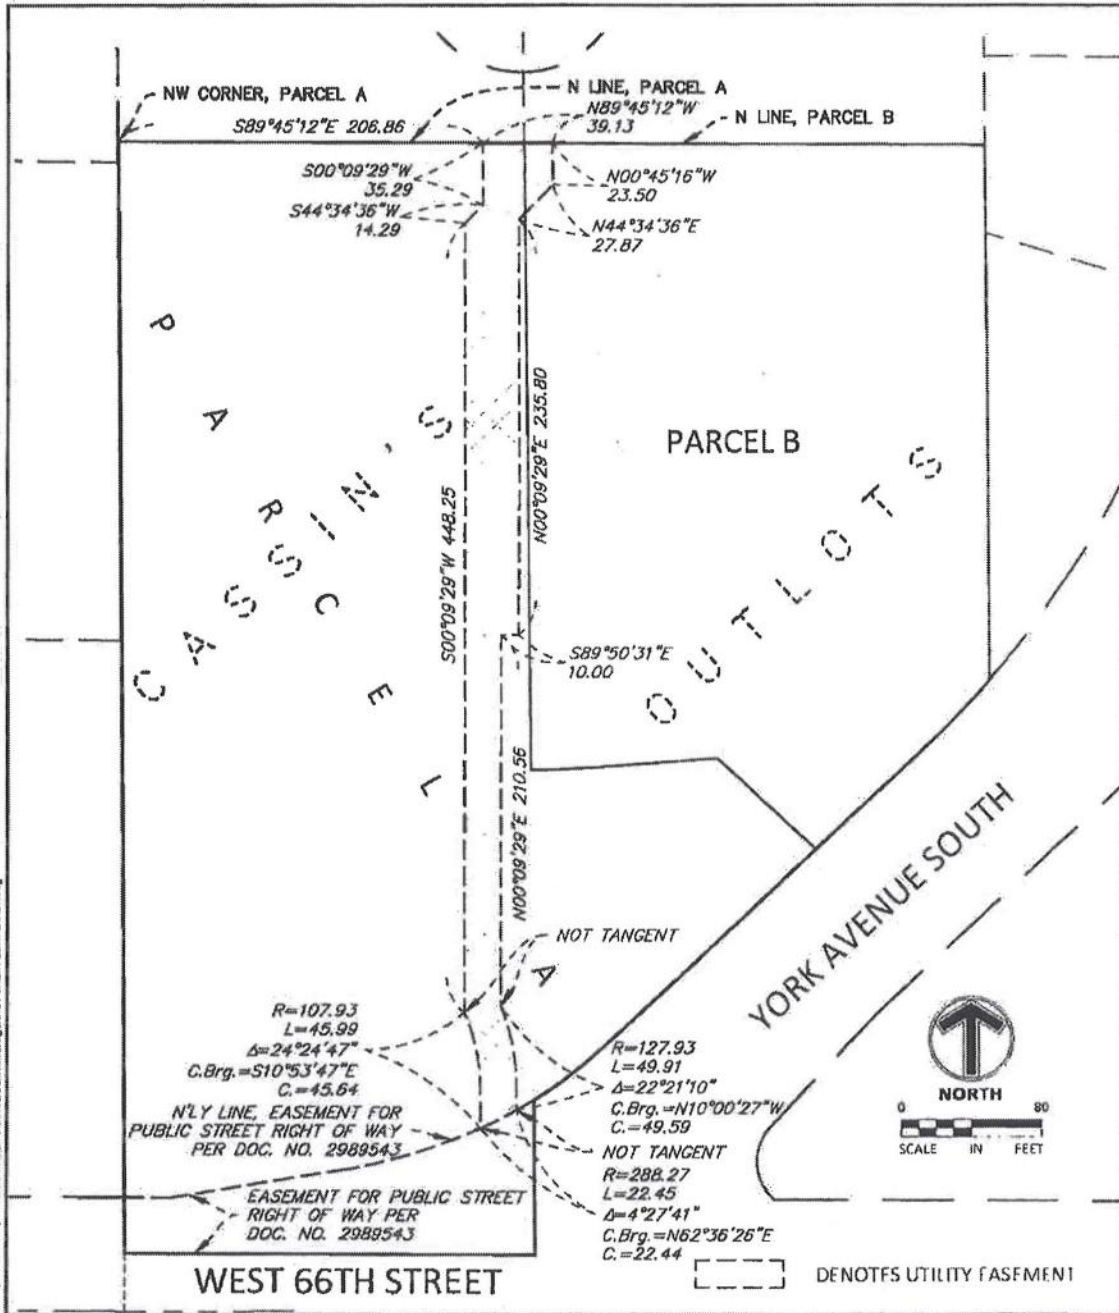 NW CORNER, PARCEL A
N LINE, PARCEL A
N89°45'12"W
39.13
S89°45'12"E 206.86
N LINE, PARCEL B
S00°09'29"W
35.29
N00°45'16"W
23.50
S44°34'36"W
14.29
N44°34'36"E
27.87
PARCEL A
CASSIN'S
OUTLOTS
PARCEL B
N00°09'29"E 235.80
S00°09'29"W 448.25
S89°50'31"E
10.00
N00°09'29"E 210.56
NOT TANGENT
YORK AVENUE SOUTH
R=107.93
L=45.99
Δ=24°24'47"
C.Brg.=S10°53'47"E
C.=45.64
R=127.93
L=49.91
Δ=22°21'10"
C.Brg.=N10°00'27"W
C.=49.59
N'LY LINE, EASEMENT FOR
PUBLIC STREET RIGHT OF WAY
PER DOC. NO. 2989543
NOT TANGENT
R=288.27
L=22.45
Δ=4°27'41"
C.Brg.=N62°36'26"E
C.=22.44
EASEMENT FOR PUBLIC STREET
RIGHT OF WAY PER
DOC. NO. 2989543
NORTH
0 80
SCALE IN FEET
WEST 66TH STREET
DENOTES UTILITY EASEMENT